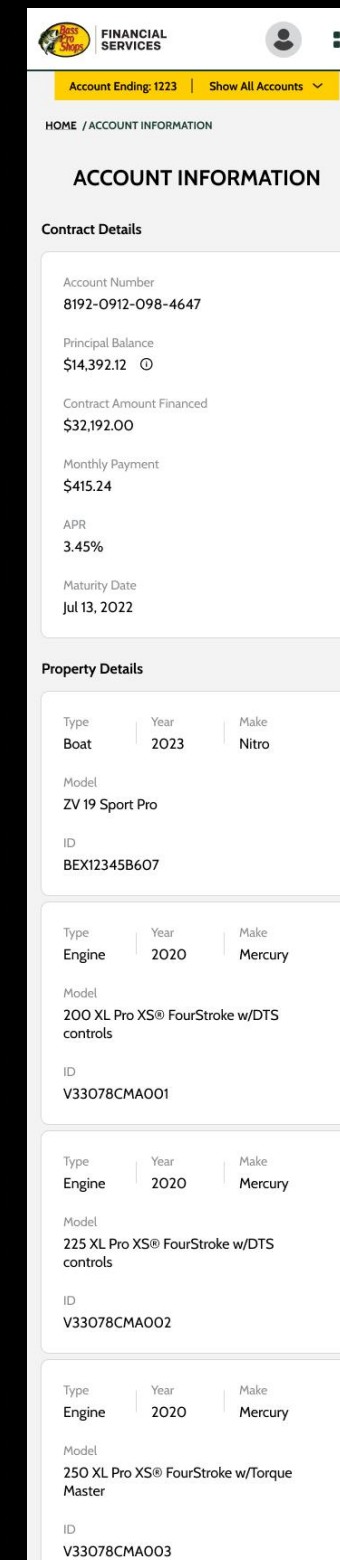 Bass Pro Shops
FINANCIAL
SERVICES
Account Ending: 1223 | Show All Accounts
HOME / ACCOUNT INFORMATION
ACCOUNT INFORMATION
Contract Details
Account Number
8192-0912-098-4647
Principal Balance
$14,392.12
Contract Amount Financed
$32,192.00
Monthly Payment
$415.24
APR
3.45%
Maturity Date
Jul 13, 2022
Property Details
Type Year Make
Boat 2023 Nitro
Model
ZV 19 Sport Pro
ID
BEX12345B607
Type Year Make
Engine 2020 Mercury
Model
200 XL Pro XS® FourStroke w/DTS
controls
ID
V33078CMA001
Type Year Make
Engine 2020 Mercury
Model
225 XL Pro XS® FourStroke w/DTS
controls
ID
V33078CMA002
Type Year Make
Engine 2020 Mercury
Model
250 XL Pro XS® FourStroke w/Torque
Master
ID
V33078CMA003